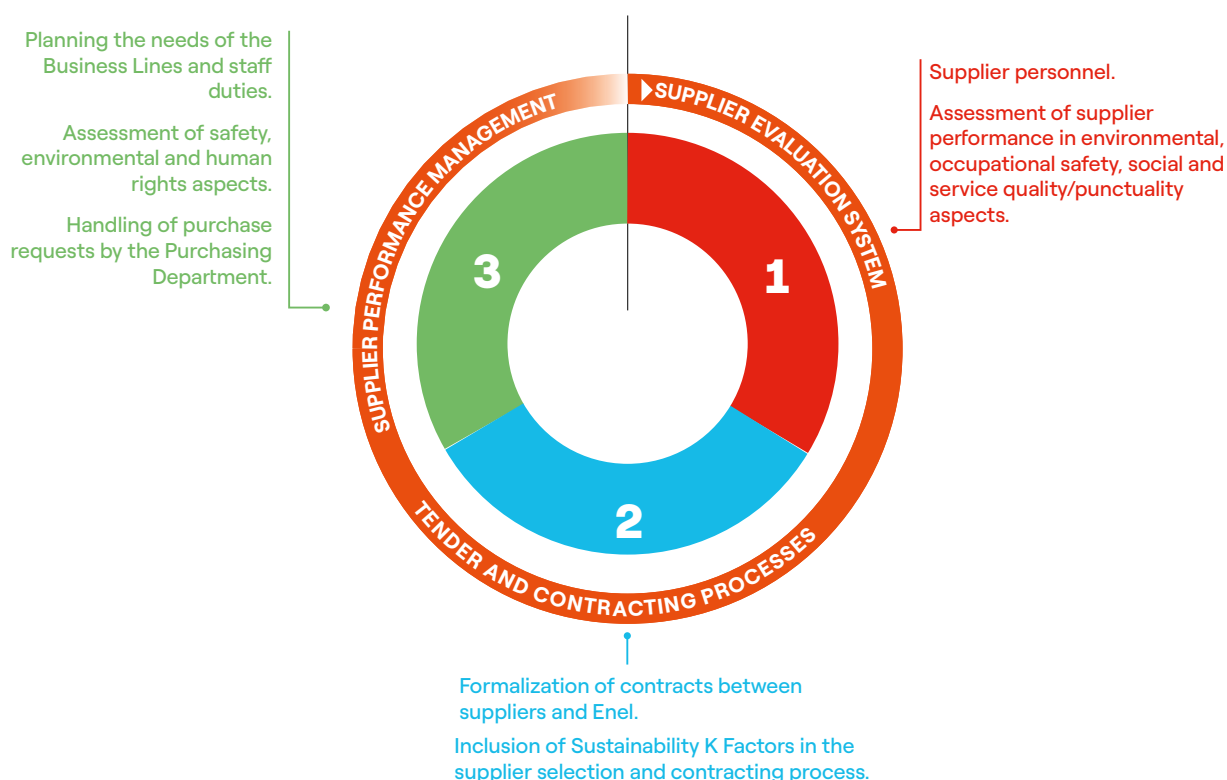 Planning the needs of the
Business Lines and staff
duties.
Assessment of safety,
environmental and human
rights aspects.
Handling of purchase
requests by the Purchasing
Department.
SUPPLIER PERFORMANCE MANAGEMENT
SUPPLIER EVALUATION SYSTEM
TENDER AND CONTRACTING PROCESSES
3
1
2
Supplier personnel.
Assessment of supplier
performance in environmental,
occupational safety, social and
service quality/punctuality
aspects.
Formalization of contracts between
suppliers and Enel.
Inclusion of Sustainability K Factors in the
supplier selection and contracting process.